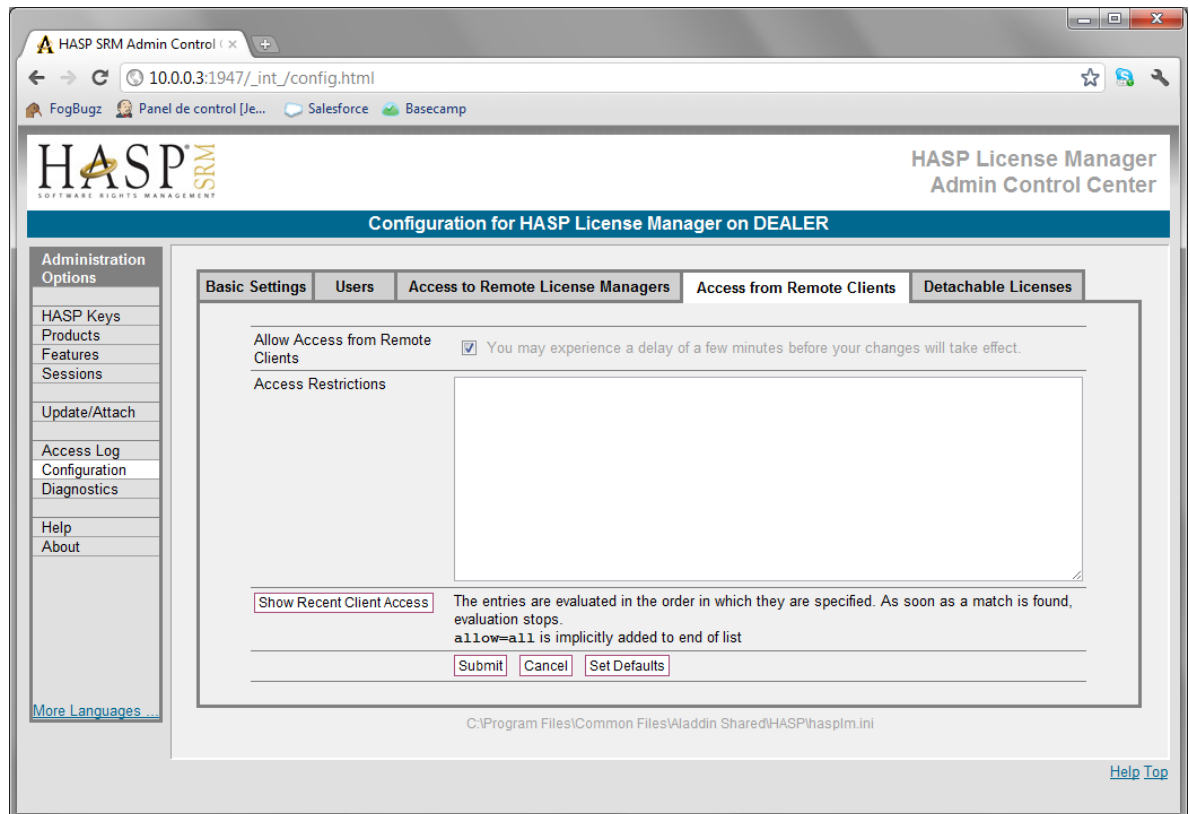 HASP SRM Admin Control
10.0.0.3:1947/_int_/config.html
FogBugz Panel de control [Je... Salesforce Basecamp
HASP SRM
SOFTWARE RIGHTS MANAGEMENT
HASP License Manager
Admin Control Center
Configuration for HASP License Manager on DEALER
Administration
Options
HASP Keys
Products
Features
Sessions
Update/Attach
Access Log
Configuration
Diagnostics
Help
About
More Languages ...
Basic Settings Users Access to Remote License Managers Access from Remote Clients Detachable Licenses
Allow Access from Remote
Clients
You may experience a delay of a few minutes before your changes will take effect.
Access Restrictions
Show Recent Client Access
The entries are evaluated in the order in which they are specified. As soon as a match is found,
evaluation stops.
allow=all is implicitly added to end of list
Submit Cancel Set Defaults
C:\Program Files\Common Files\Aladdin Shared\HASP\hasplm.ini
Help Top